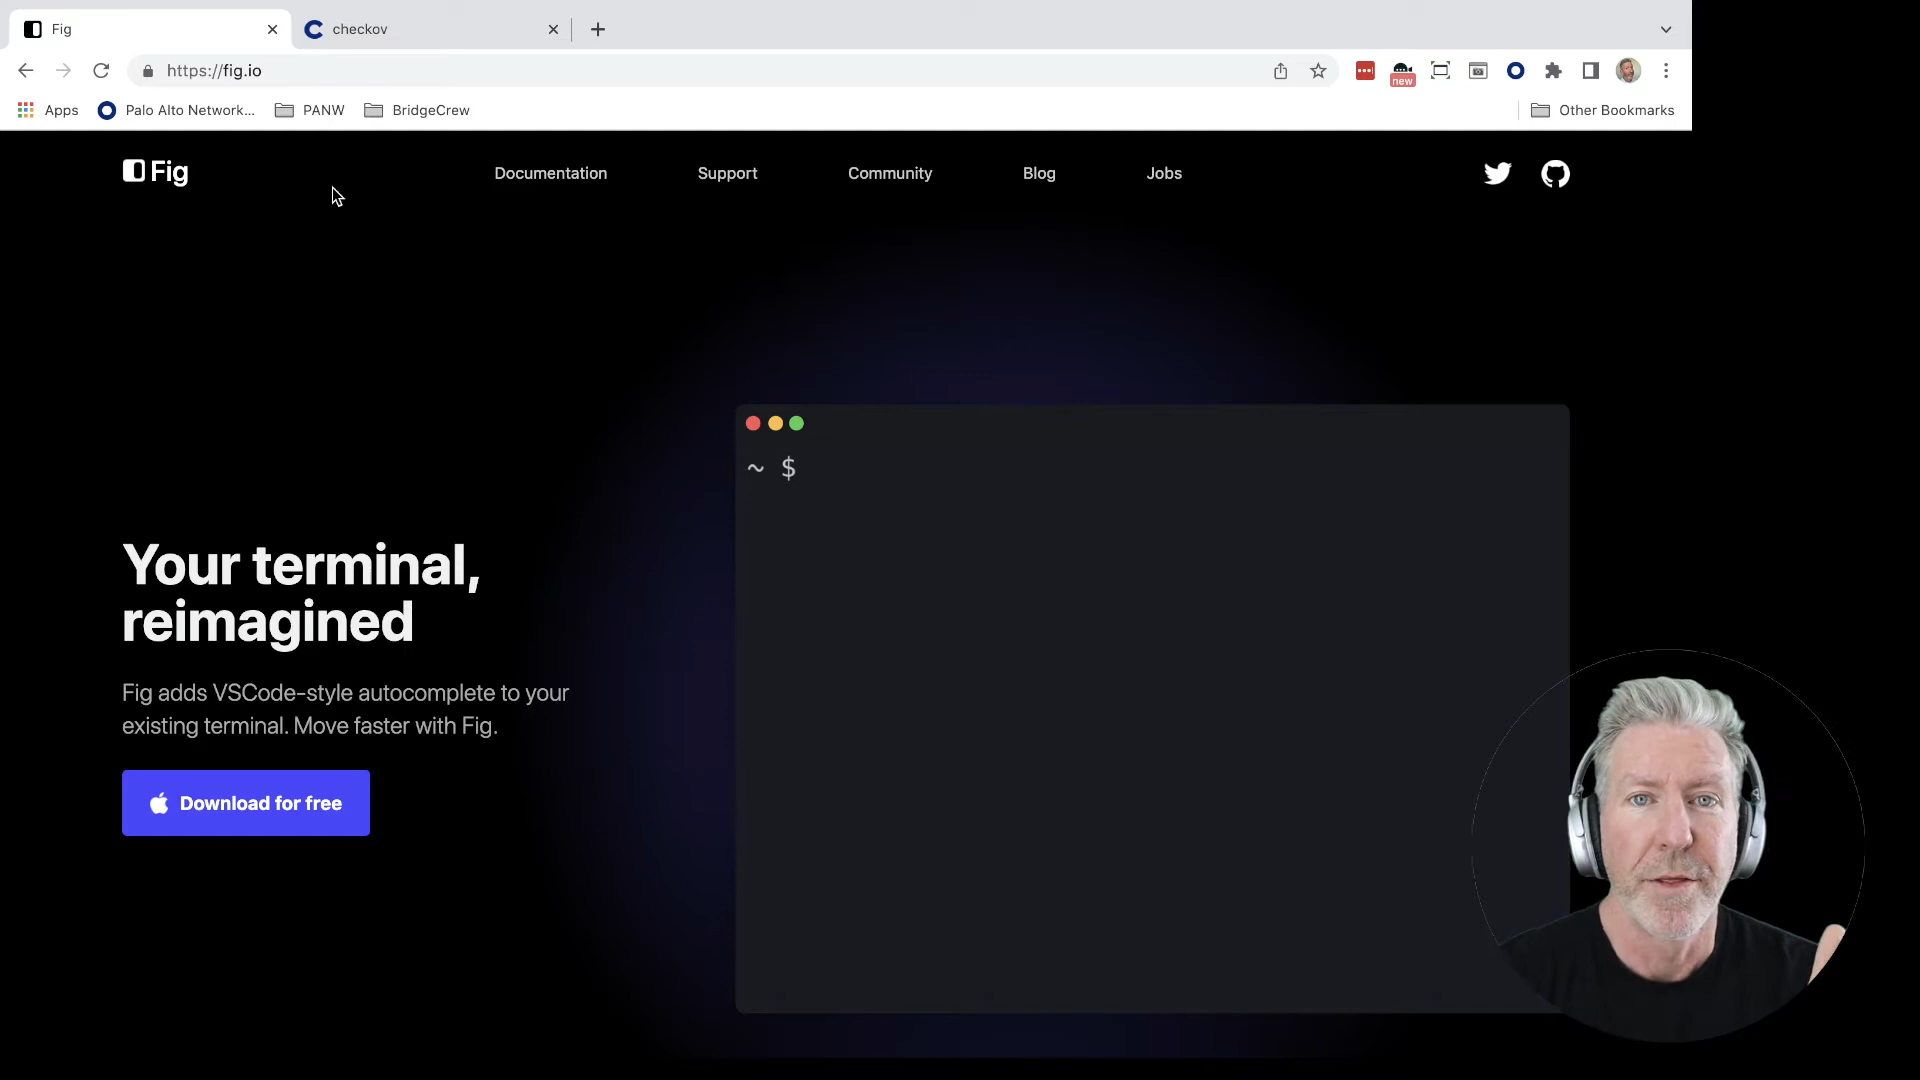 Fig
checkov
https://fig.io
new
Apps
Palo Alto Network...
PANW
BridgeCrew
Other Bookmarks
Fig
Documentation
Support
Community
Blog
Jobs
~ $
Your terminal,
reimagined
Fig adds VSCode-style autocomplete to your
existing terminal. Move faster with Fig.
Download for free